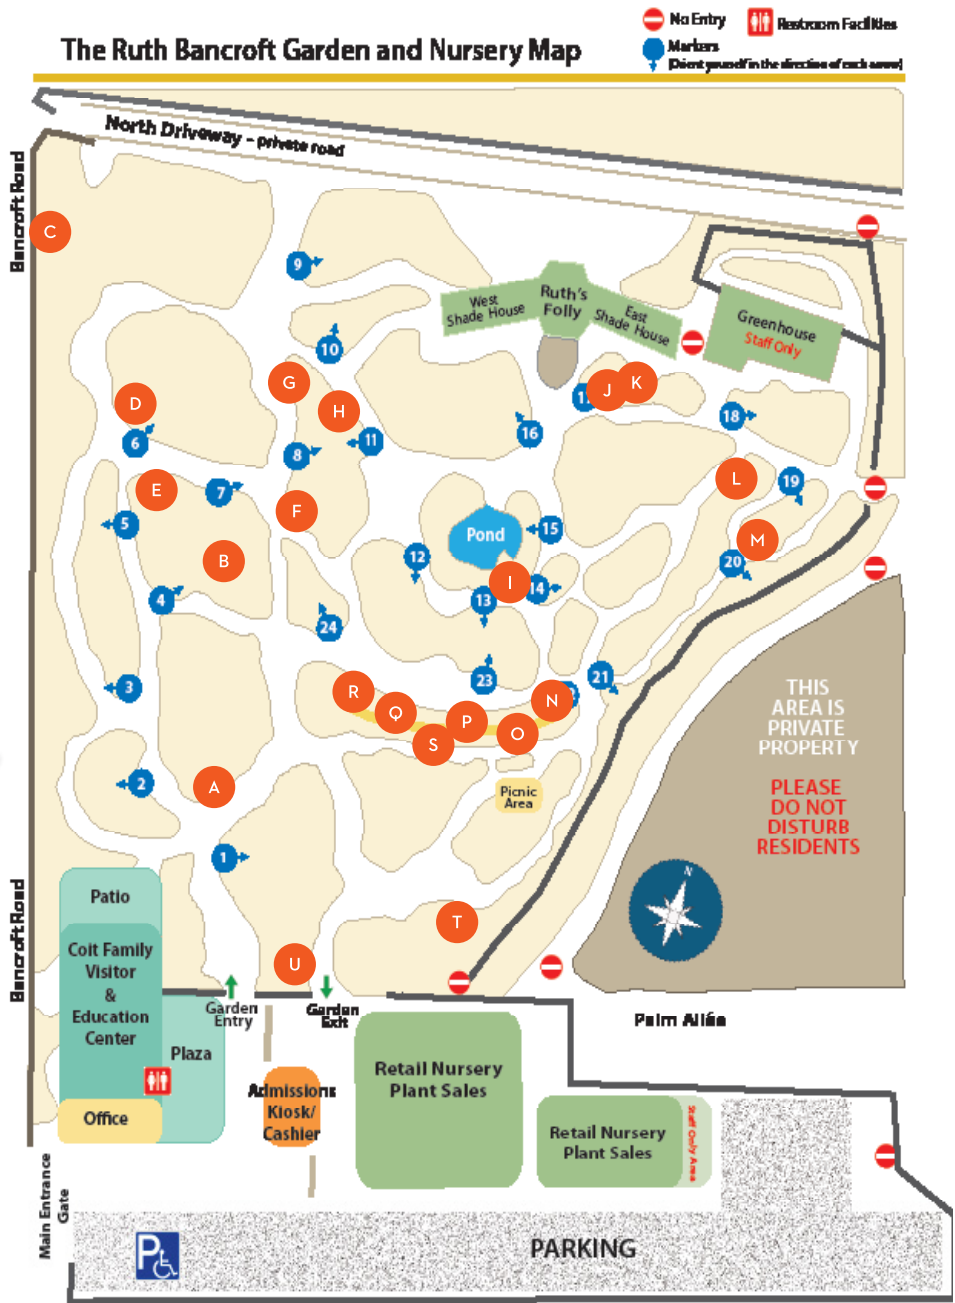 No Entry
Restroom Facilities
The Ruth Bancroft Garden and Nursery Map
Markers
(Orient yourself in the direction of each arrow)
North Driveway – private road
Bancroft Road
C
9
West
Shade House
Ruth's
Folly
East
Shade House
Greenhouse
Staff Only
10
G
J
K
D
H
6
8
11
16
18
E
7
L
19
5
F
Pond
15
M
B
12
20
4
I
14
13
24
3
R
23
21
Q
P
N
S
O
2
A
Picnic
Area
THIS
AREA IS
PRIVATE
PROPERTY
PLEASE
DO NOT
DISTURB
RESIDENTS
1
N
Patio
T
Bancroft Road
Coit Family
Visitor
&
Education
Center
U
Garden
Entry
Garden
Exit
Palm Allée
Plaza
Retail Nursery
Plant Sales
Admissions
Kiosk/
Cashier
Office
Retail Nursery
Plant Sales
Staff Only Area
Main Entrance
Gate
P
PARKING